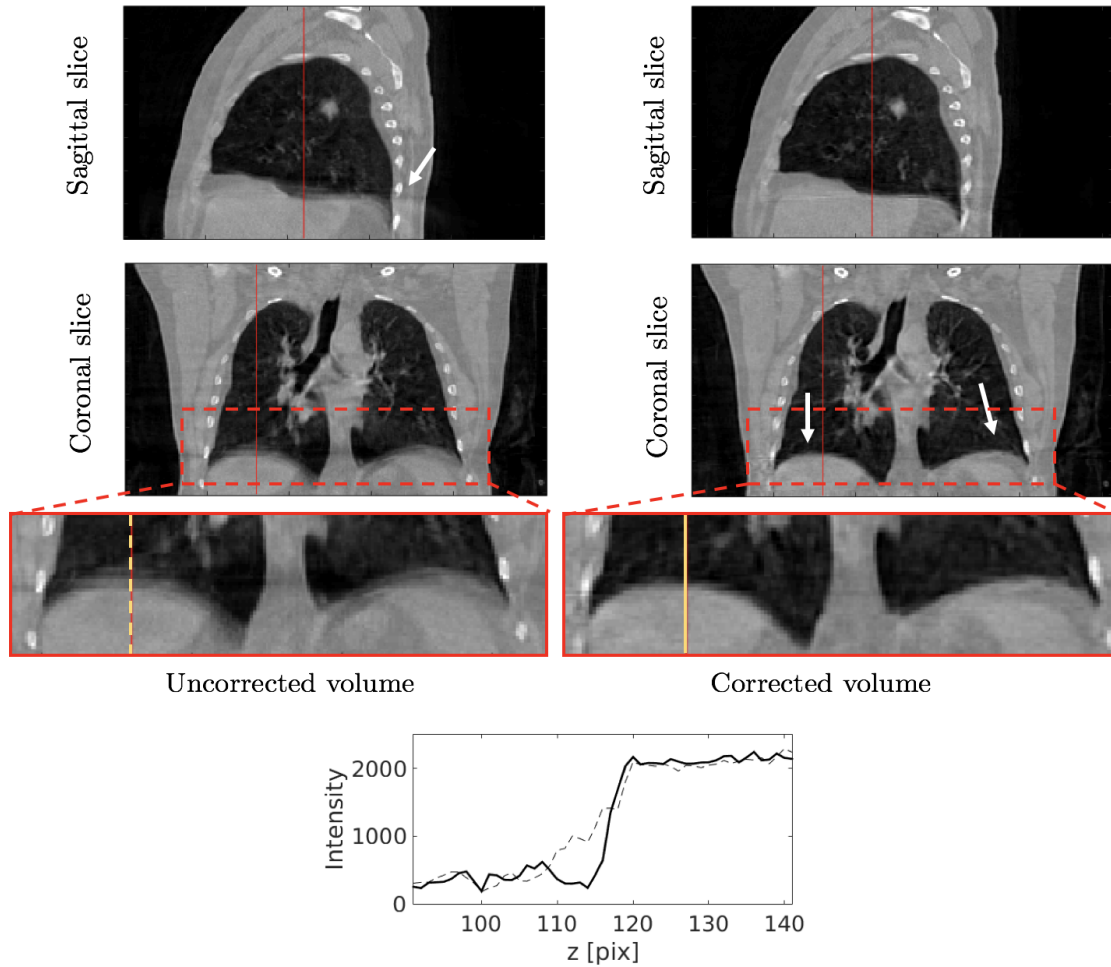 Sagittal slice
Sagittal slice
Coronal slice
Coronal slice
Uncorrected volume
Corrected volume
Intensity
2000
1000
0
100
110
120
130
140
z [pix]